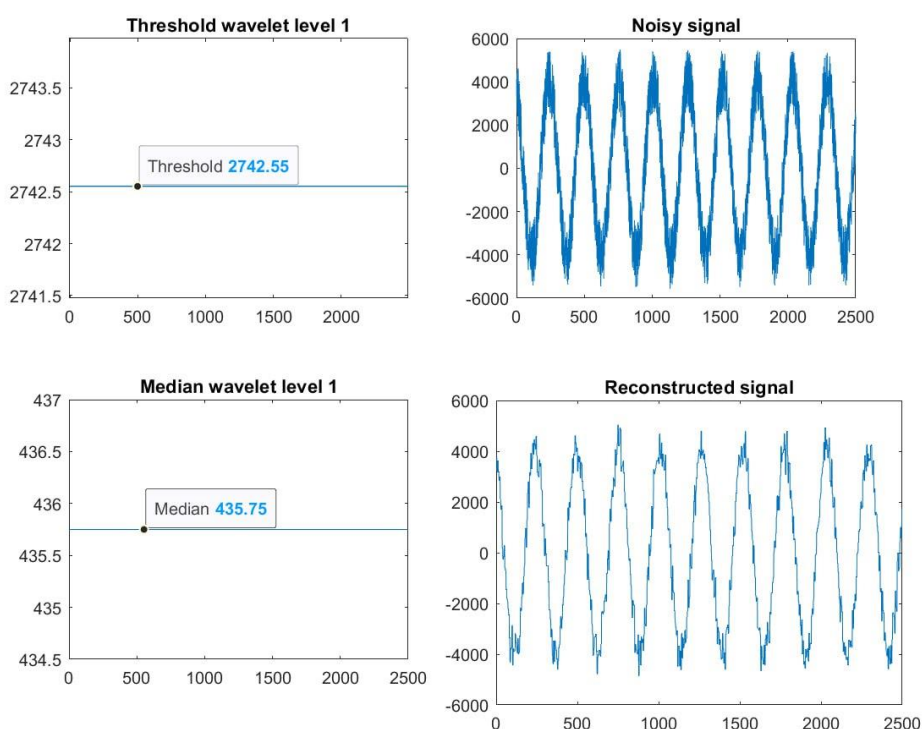 Threshold wavelet level 1
2743.5
2743
2742.5
2742
2741.5
Threshold 2742.55
0 500 1000 1500 2000
Noisy signal
6000
4000
2000
0
-2000
-4000
-6000
0 500 1000 1500 2000 2500
Median wavelet level 1
437
436.5
436
435.5
435
434.5
Median 435.75
0 500 1000 1500 2000 2500
Reconstructed signal
6000
4000
2000
0
-2000
-4000
-6000
0 500 1000 1500 2000 2500